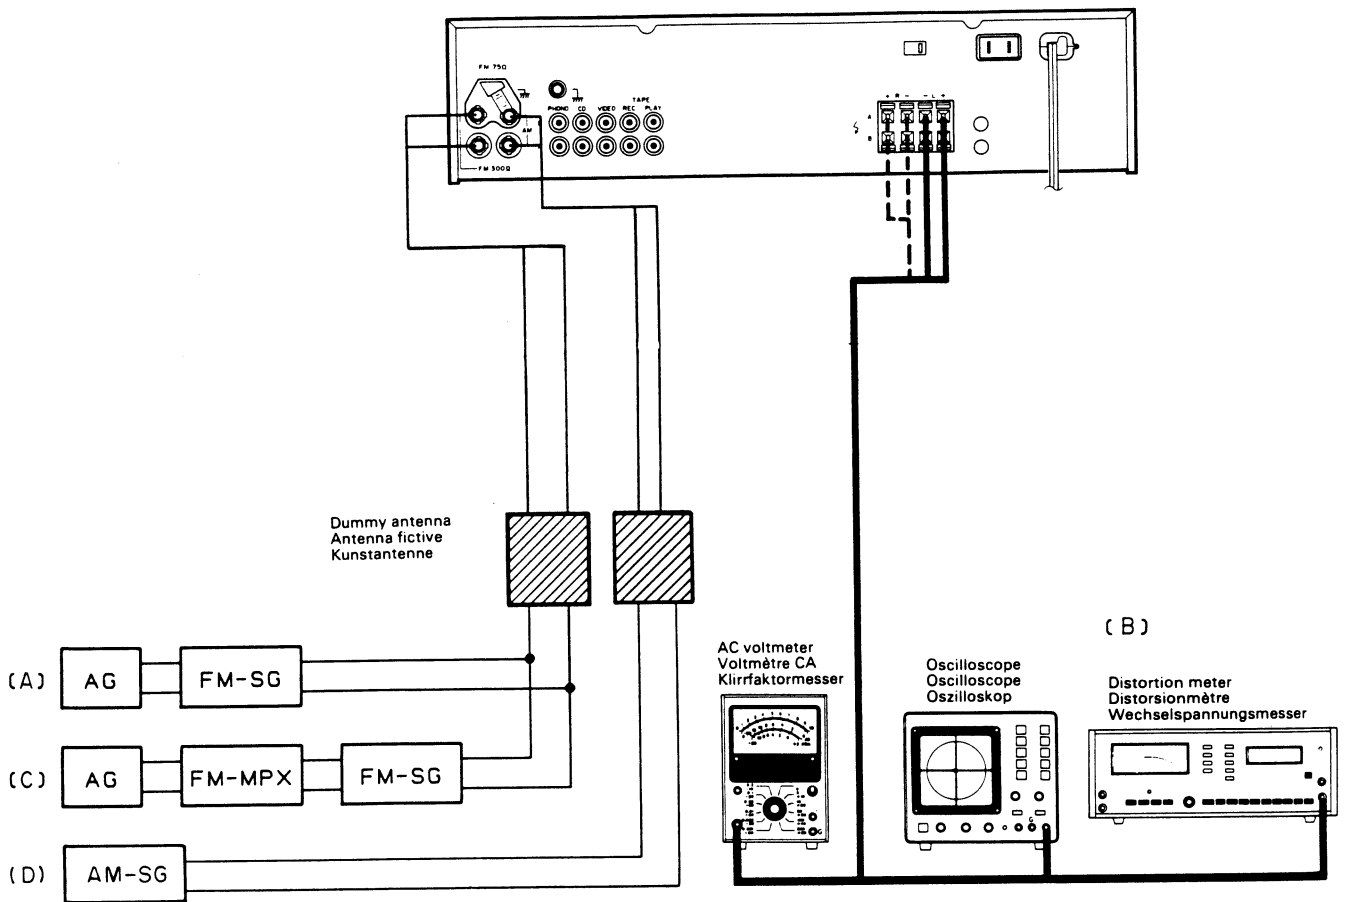 FM 75Ω
TAPE
PHONO CD VIDEO REC PLAY
AM
FM 300Ω
+ R − − L +
A
B
Dummy antenna
Antenna fictive
Kunstantenne
(A) AG FM-SG
(C) AG FM-MPX FM-SG
(D) AM-SG
AC voltmeter
Voltmètre CA
Klirrfaktormesser
Oscilloscope
Oscilloscope
Oszilloskop
(B)
Distortion meter
Distorsionmètre
Wechselspannungsmesser
G
G